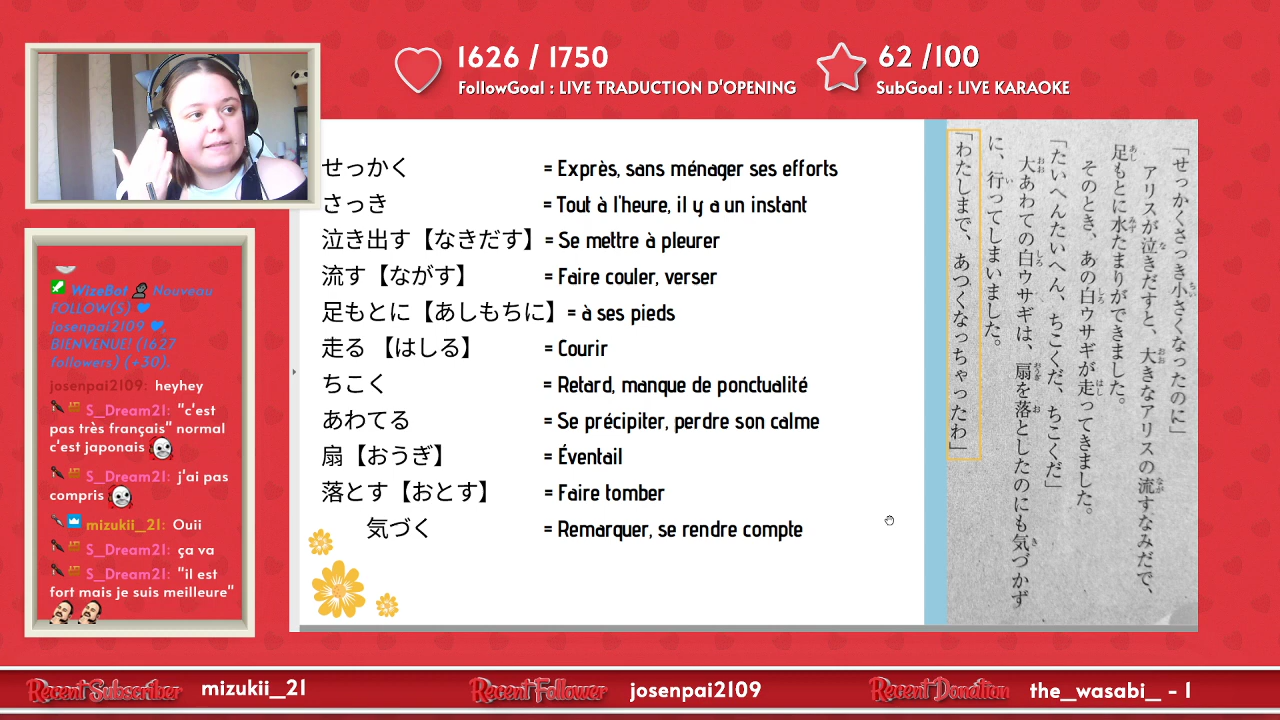 1626 / 1750
FollowGoal : LIVE TRADUCTION D'OPENING
62 /100
SubGoal : LIVE KARAOKE
WizeBot Nouveau
FOLLOW(S)
josenpai2109
BIENVENUE! (1627
followers) (+30).
josenpai2109: heyhey
S_Dream21: "c'est
pas très français" normal
c'est japonais
S_Dream21: j'ai pas
compris
mizukii_21: Ouii
S_Dream21: ça va
S_Dream21: "il est
fort mais je suis meilleure"
せっかく = Exprès, sans ménager ses efforts
さっき = Tout à l'heure, il y a un instant
泣き出す【なきだす】= Se mettre à pleurer
流す【ながす】 = Faire couler, verser
足もとに【あしもちに】= à ses pieds
走る 【はしる】 = Courir
ちこく = Retard, manque de ponctualité
あわてる = Se précipiter, perdre son calme
扇【おうぎ】 = Éventail
落とす【おとす】 = Faire tomber
気づく = Remarquer, se rendre compte
「せっかくさっき小さくなったのに」
アリスが泣きだすと、大きなアリスの流すなみだで、
足もとに水たまりができました。
そのとき、あの白ウサギが走ってきました。
「たいへんたいへん、ちこくだ、ちこくだ」
大あわての白ウサギは、扇を落としたのにも気づかず
に、行ってしまいました。
「わたしまで、あつくなっちゃったわ」
Recent Subscriber mizukii_21
Recent Follower josenpai2109
Recent Donation the_wasabi_ - 1